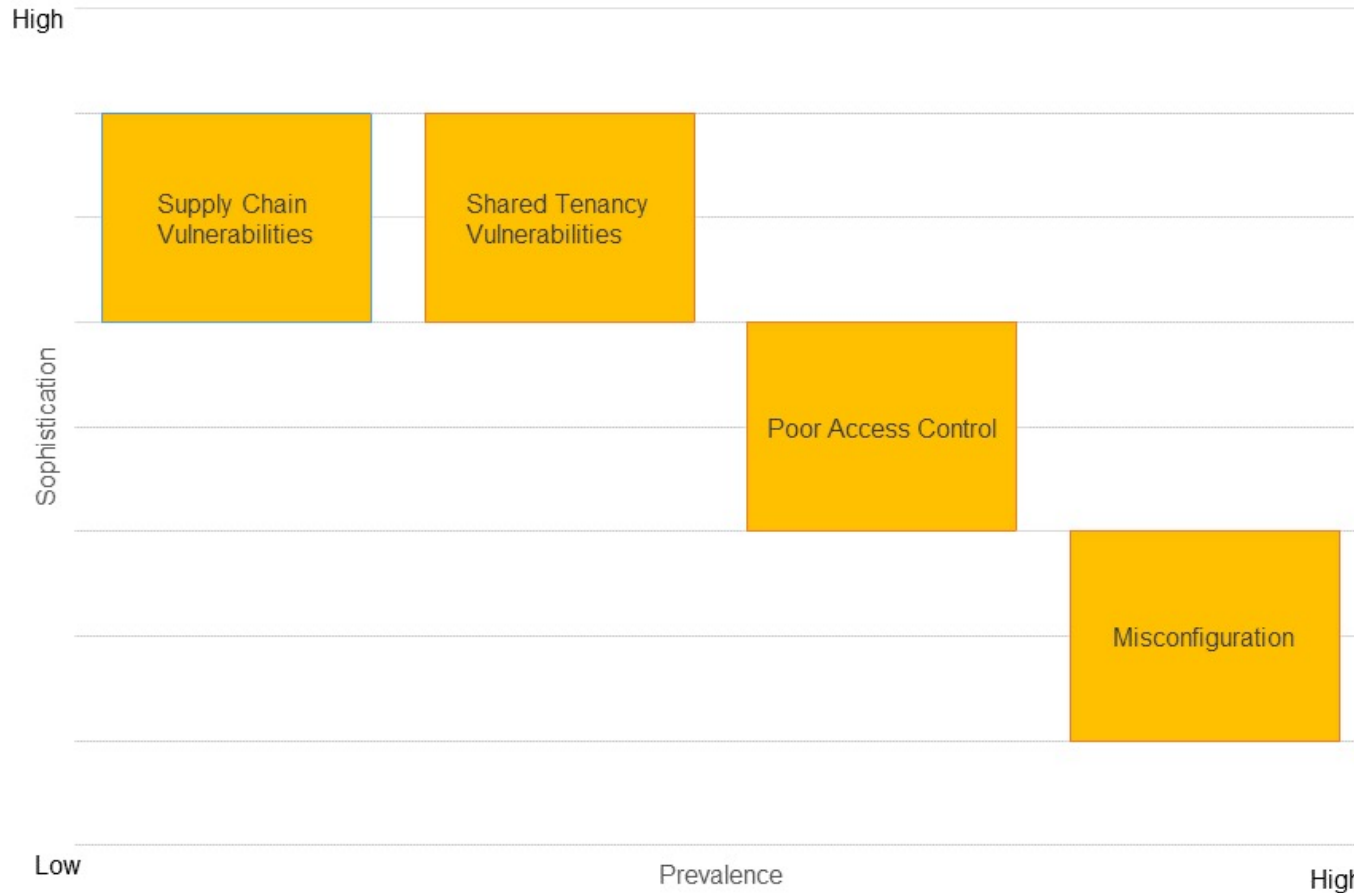 High
Supply Chain
Vulnerabilities
Shared Tenancy
Vulnerabilities
Sophistication
Poor Access Control
Misconfiguration
Low
Prevalence
High